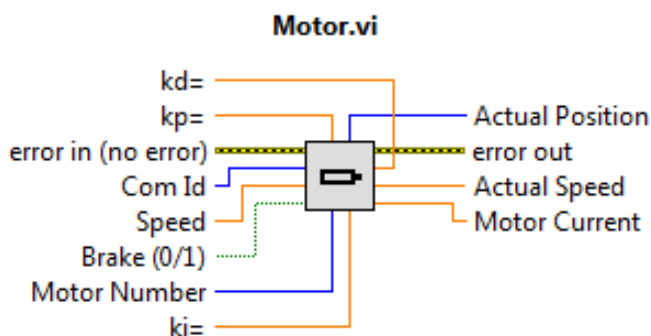 Motor.vi
kd=
kp=
error in (no error)
Com Id
Speed
Brake (0/1)
Motor Number
ki=
Actual Position
error out
Actual Speed
Motor Current